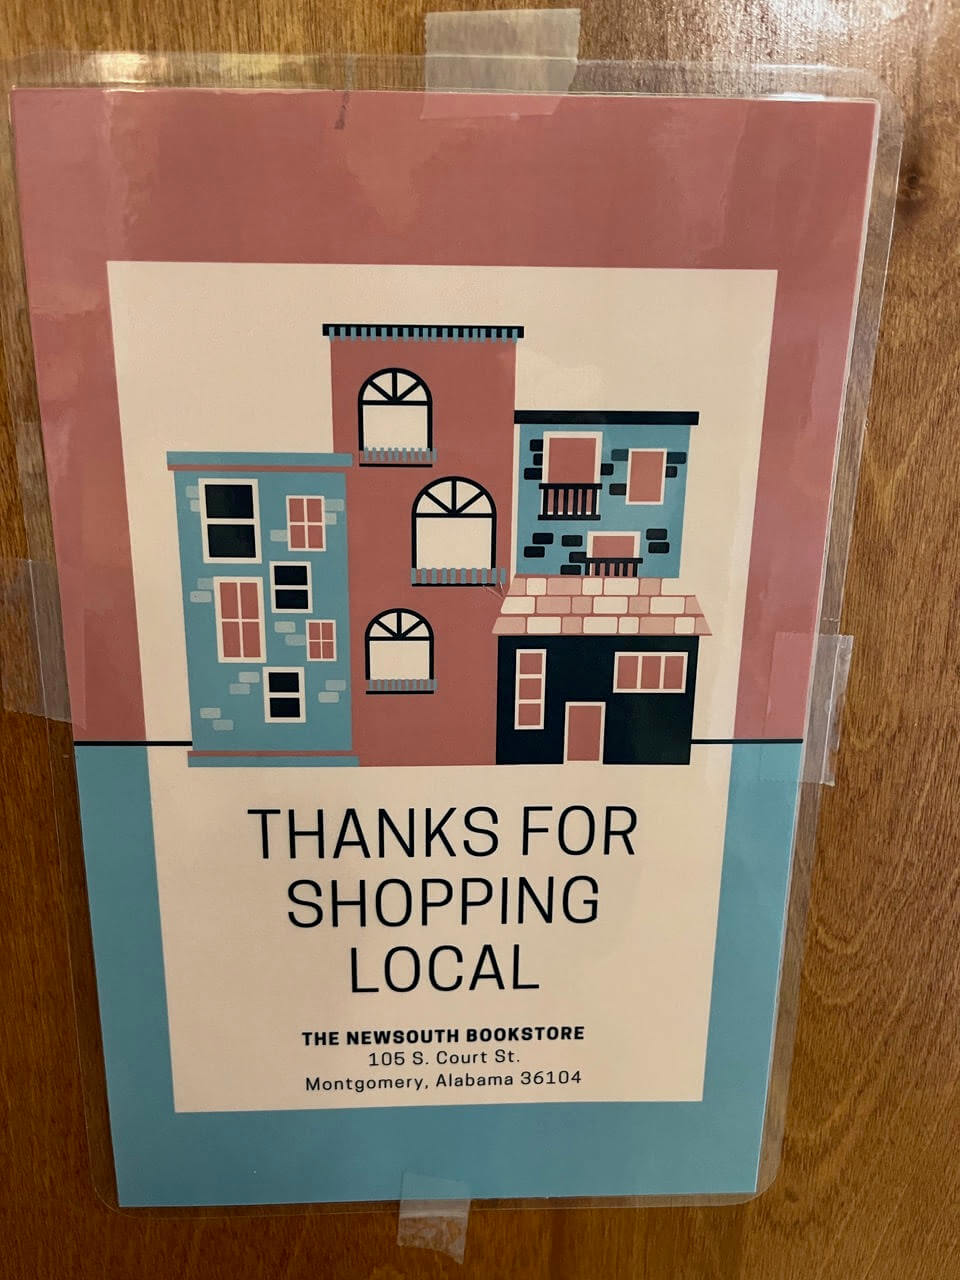 THANKS FOR
SHOPPING
LOCAL
THE NEWSOUTH BOOKSTORE
105 S. Court St.
Montgomery, Alabama 36104